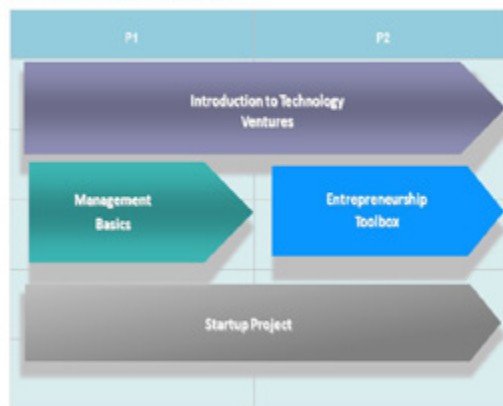 P1
P2
Introduction to Technology
Ventures
Management
Basics
Entrepreneurship
Toolbox
Startup Project